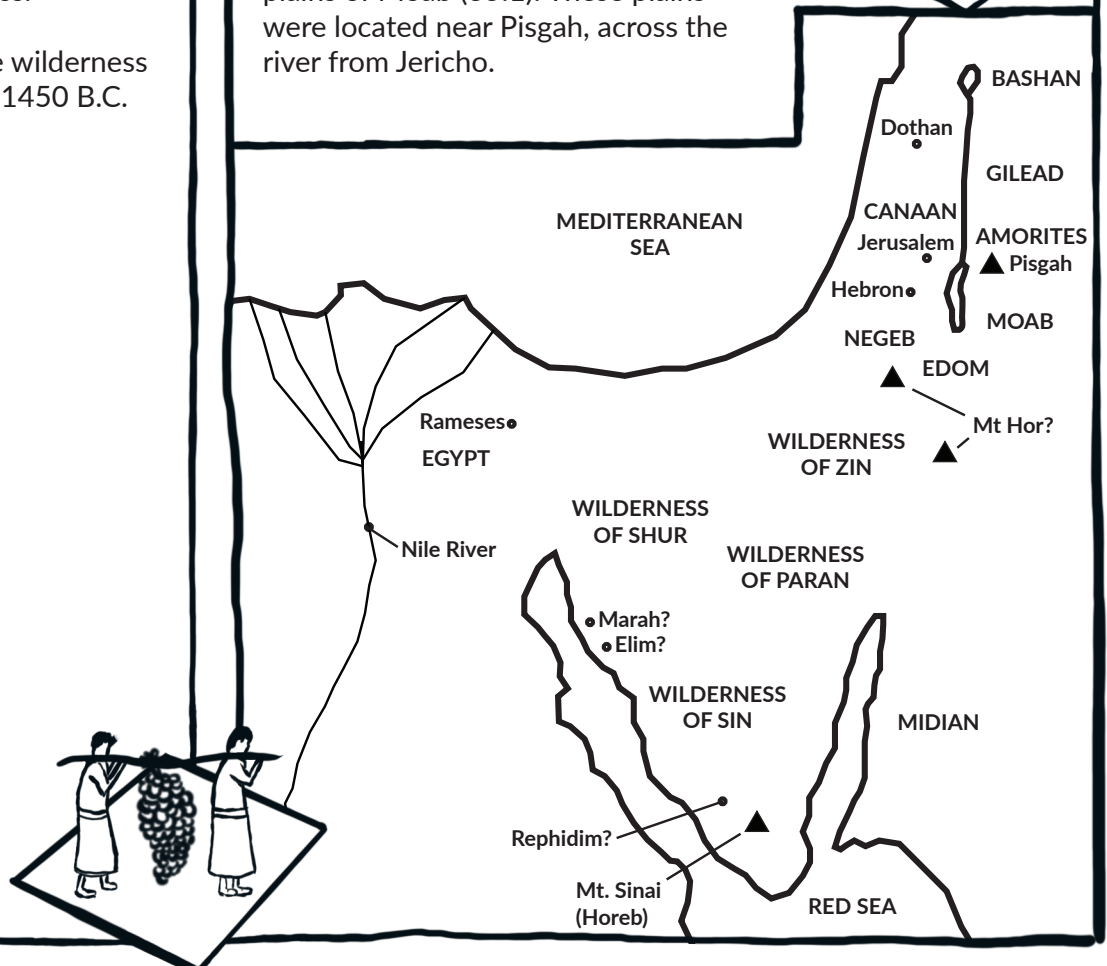 e wilderness
1450 B.C.
were located near Pisgah, across the
river from Jericho.
BASHAN
Dothan
GILEAD
CANAAN
MEDITERRANEAN
SEA
AMORITES
Jerusalem
Pisgah
Hebron
MOAB
NEGEB
EDOM
Rameses
Mt Hor?
WILDERNESS
OF ZIN
EGYPT
WILDERNESS
OF SHUR
Nile River
WILDERNESS
OF PARAN
Marah?
Elim?
WILDERNESS
OF SIN
MIDIAN
Rephidim?
Mt. Sinai
(Horeb)
RED SEA